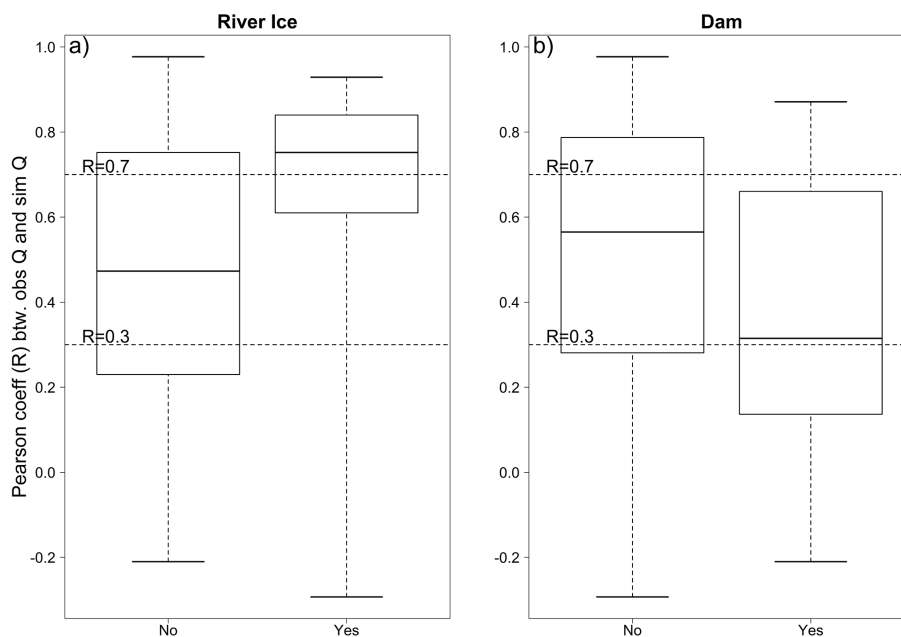 River Ice
Dam
a)
b)
Pearson coeff (R) btw. obs Q and sim Q
1.0
0.8
0.6
0.4
0.2
0.0
-0.2
R=0.7
R=0.3
No
Yes
1.0
0.8
0.6
0.4
0.2
0.0
-0.2
R=0.7
R=0.3
No
Yes